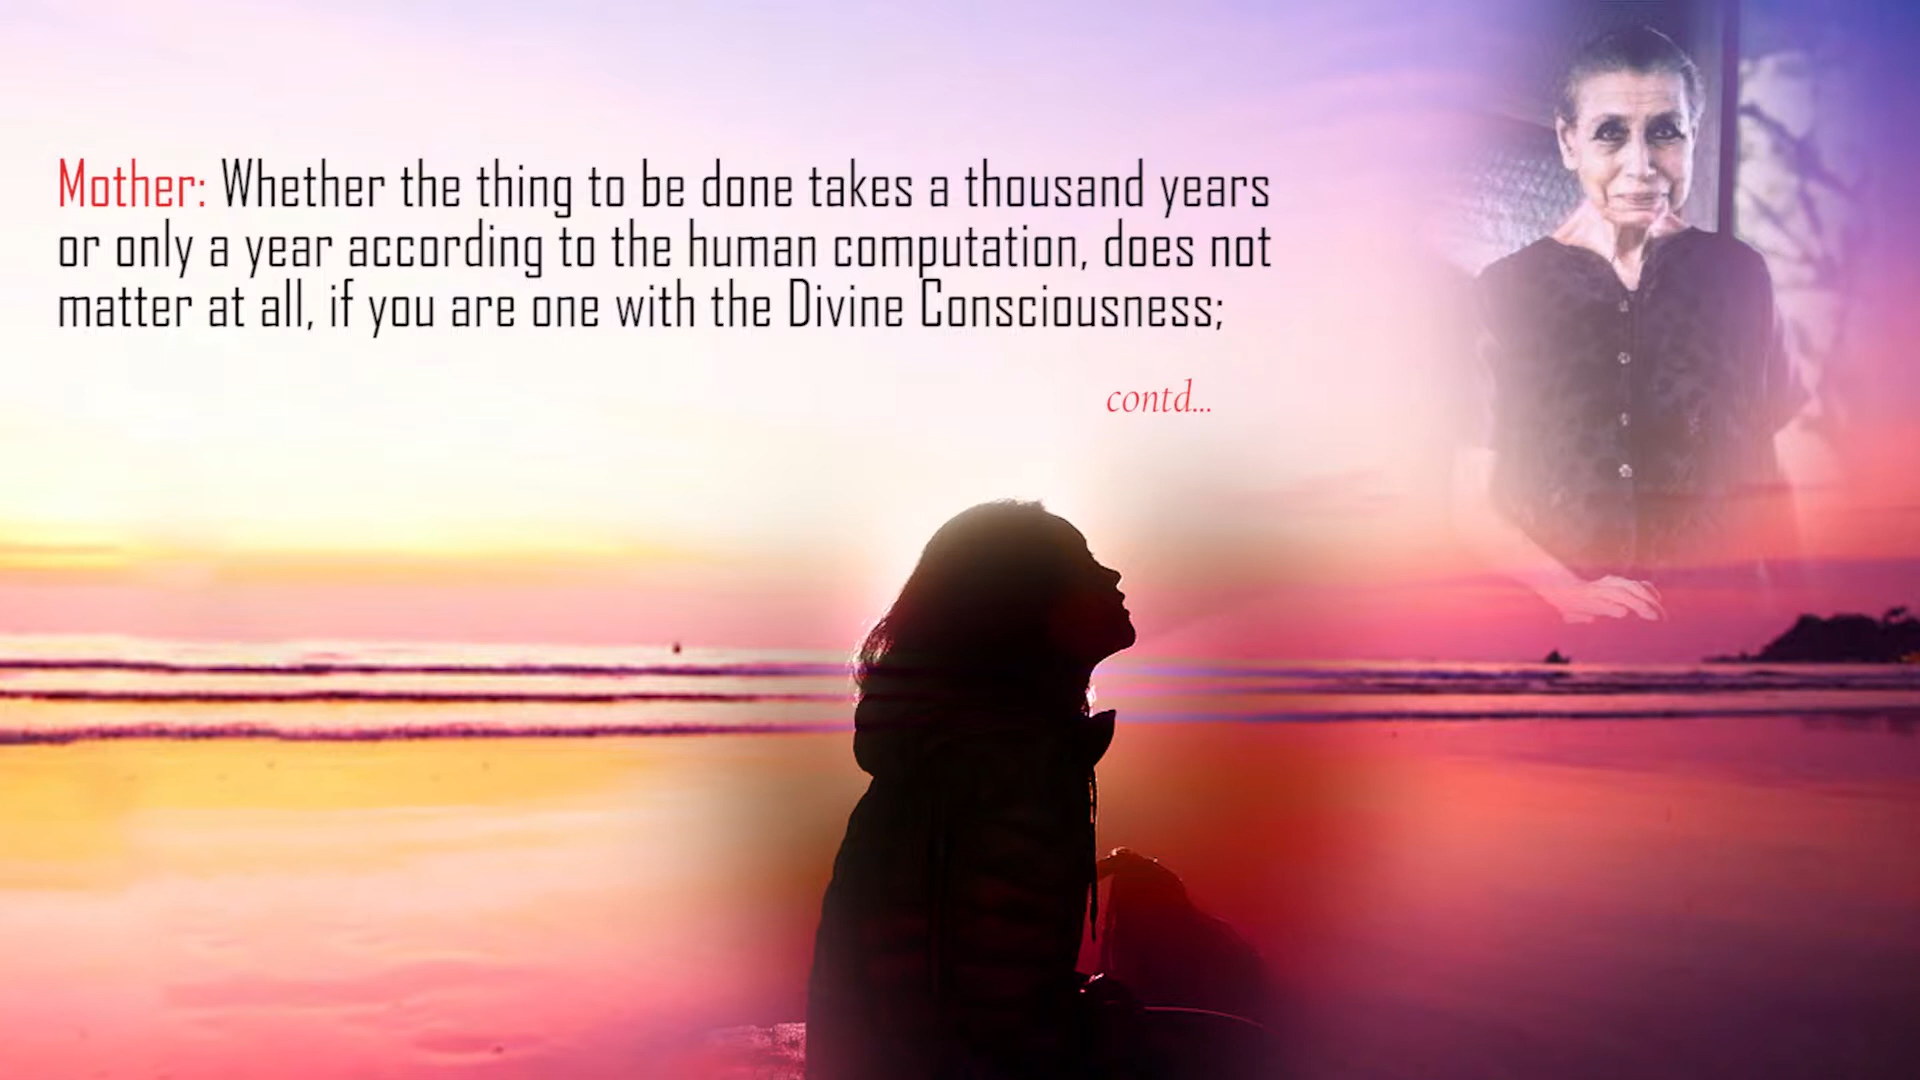 Mother: Whether the thing to be done takes a thousand years
or only a year according to the human computation, does not
matter at all, if you are one with the Divine Consciousness;
contd...